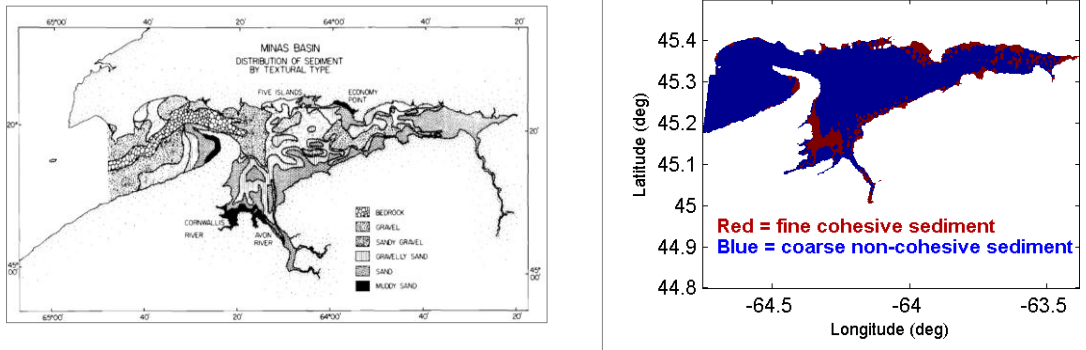 65°00'
40'
20'
64°00'
40'
20'
MINAS BASIN
DISTRIBUTION OF SEDIMENT
BY TEXTURAL TYPE
FIVE ISLANDS
ECONOMY
POINT
20'
20'
CORNWALLIS
RIVER
AVON
RIVER
BEDROCK
GRAVEL
SANDY GRAVEL
GRAVELLY SAND
SAND
MUDDY SAND
45°
00'
45°
00'
65°00'
40'
20'
64°00'
40'
20'
45.4
45.3
45.2
45.1
45
44.9
44.8
Latitude (deg)
Red = fine cohesive sediment
Blue = coarse non-cohesive sediment
-64.5
-64
-63.5
Longitude (deg)